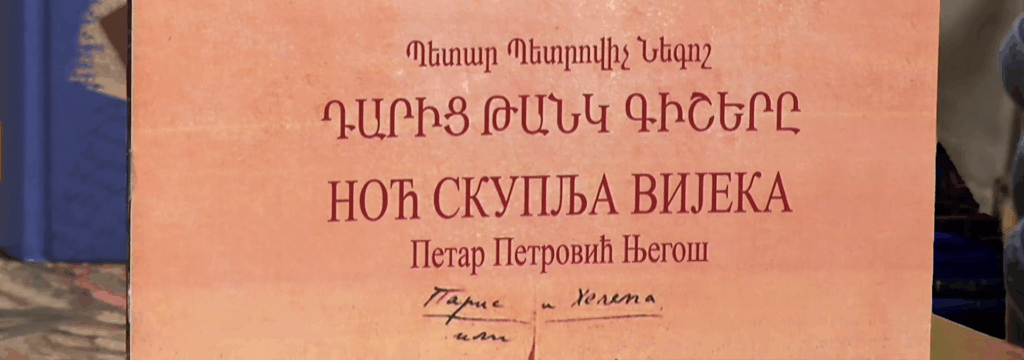 Պետար Պետրովիչ Նեգոշ
ԴԱՐԻՑ ԹԱՆԿ ԳԻՇԵՐԸ
НОЋ СКУПЉА ВИЈЕКА
Петар Петровић Његош
Парис и Хелена
или